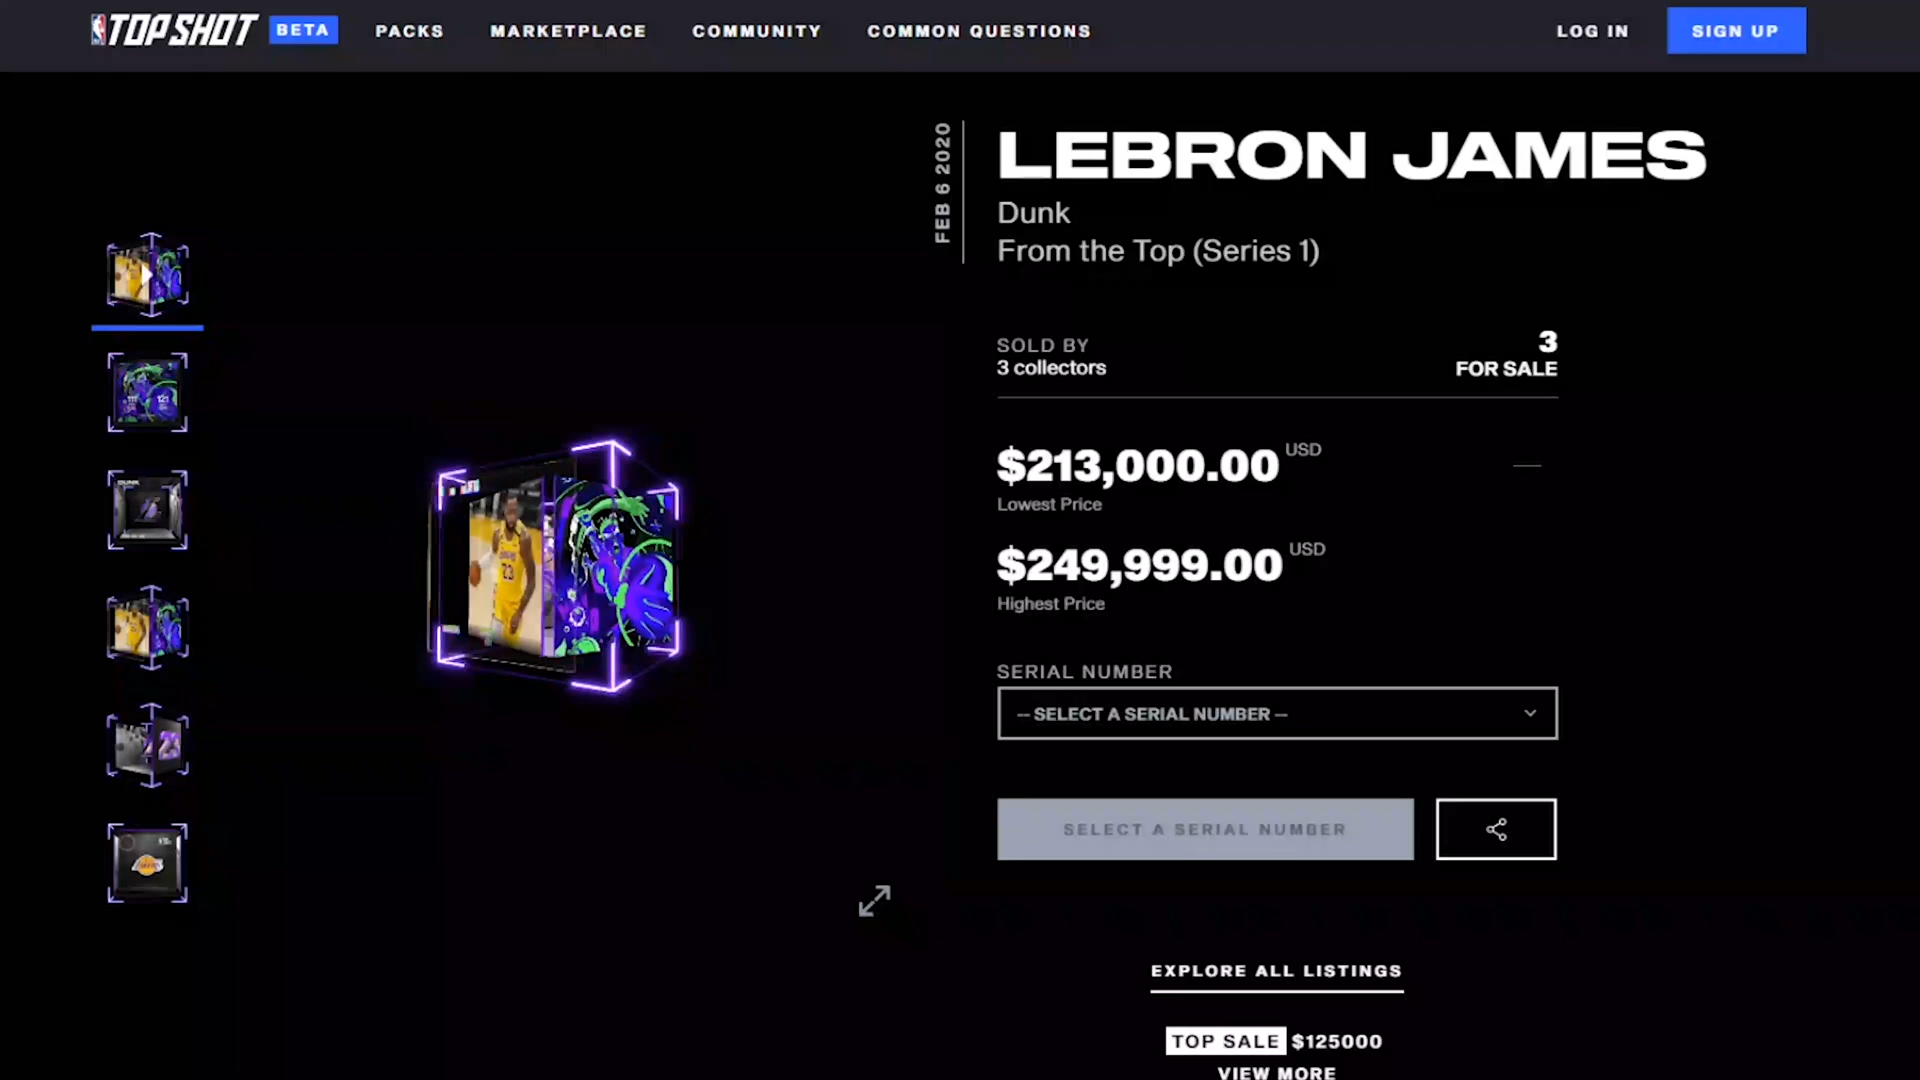 TOP SHOT BETA PACKS MARKETPLACE COMMUNITY COMMON QUESTIONS LOG IN SIGN UP
FEB 6 2020
LEBRON JAMES
Dunk
From the Top (Series 1)
SOLD BY
3 collectors
3
FOR SALE
$213,000.00 USD
Lowest Price
$249,999.00 USD
Highest Price
SERIAL NUMBER
-- SELECT A SERIAL NUMBER --
SELECT A SERIAL NUMBER
EXPLORE ALL LISTINGS
TOP SALE $125000
VIEW MORE
DUNK
23